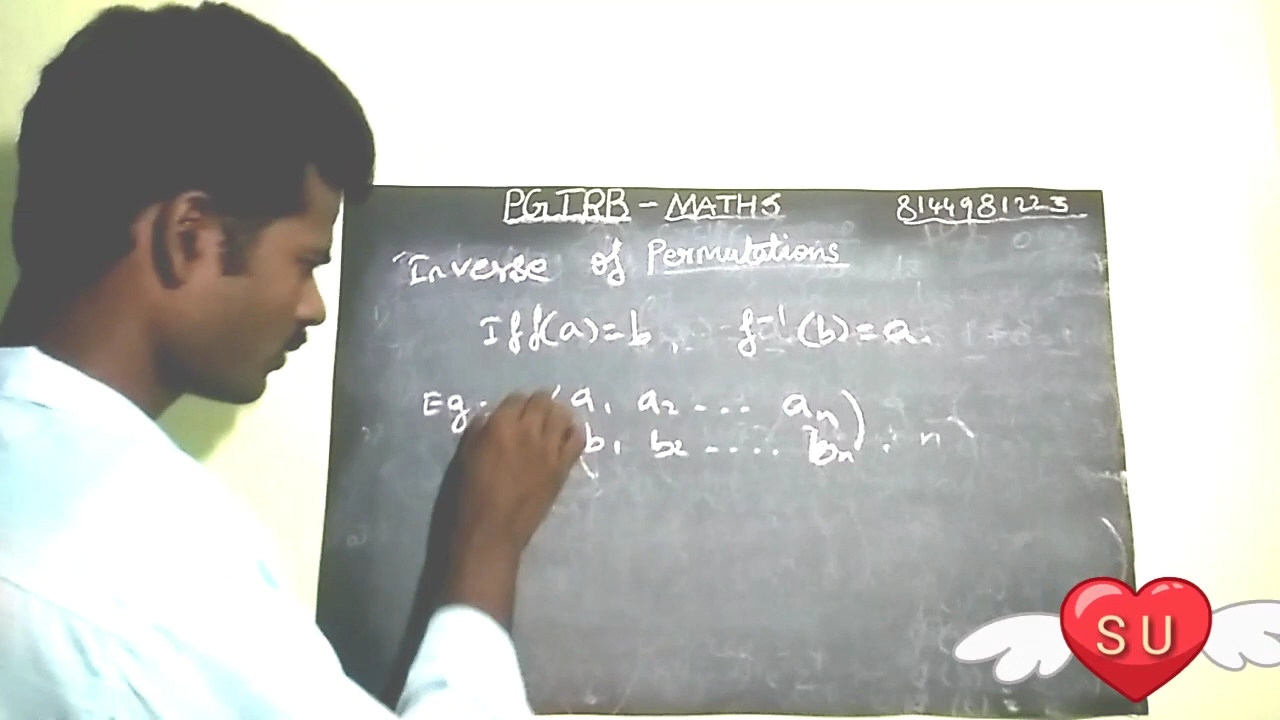 PGTRB - MATHS 8144981223
Inverse of Permutations
If f(a)=b, f⁻¹(b)=a.
Eg: (a₁ a₂ ... aₙ)
b₁ b₂ .... bₙ
SU